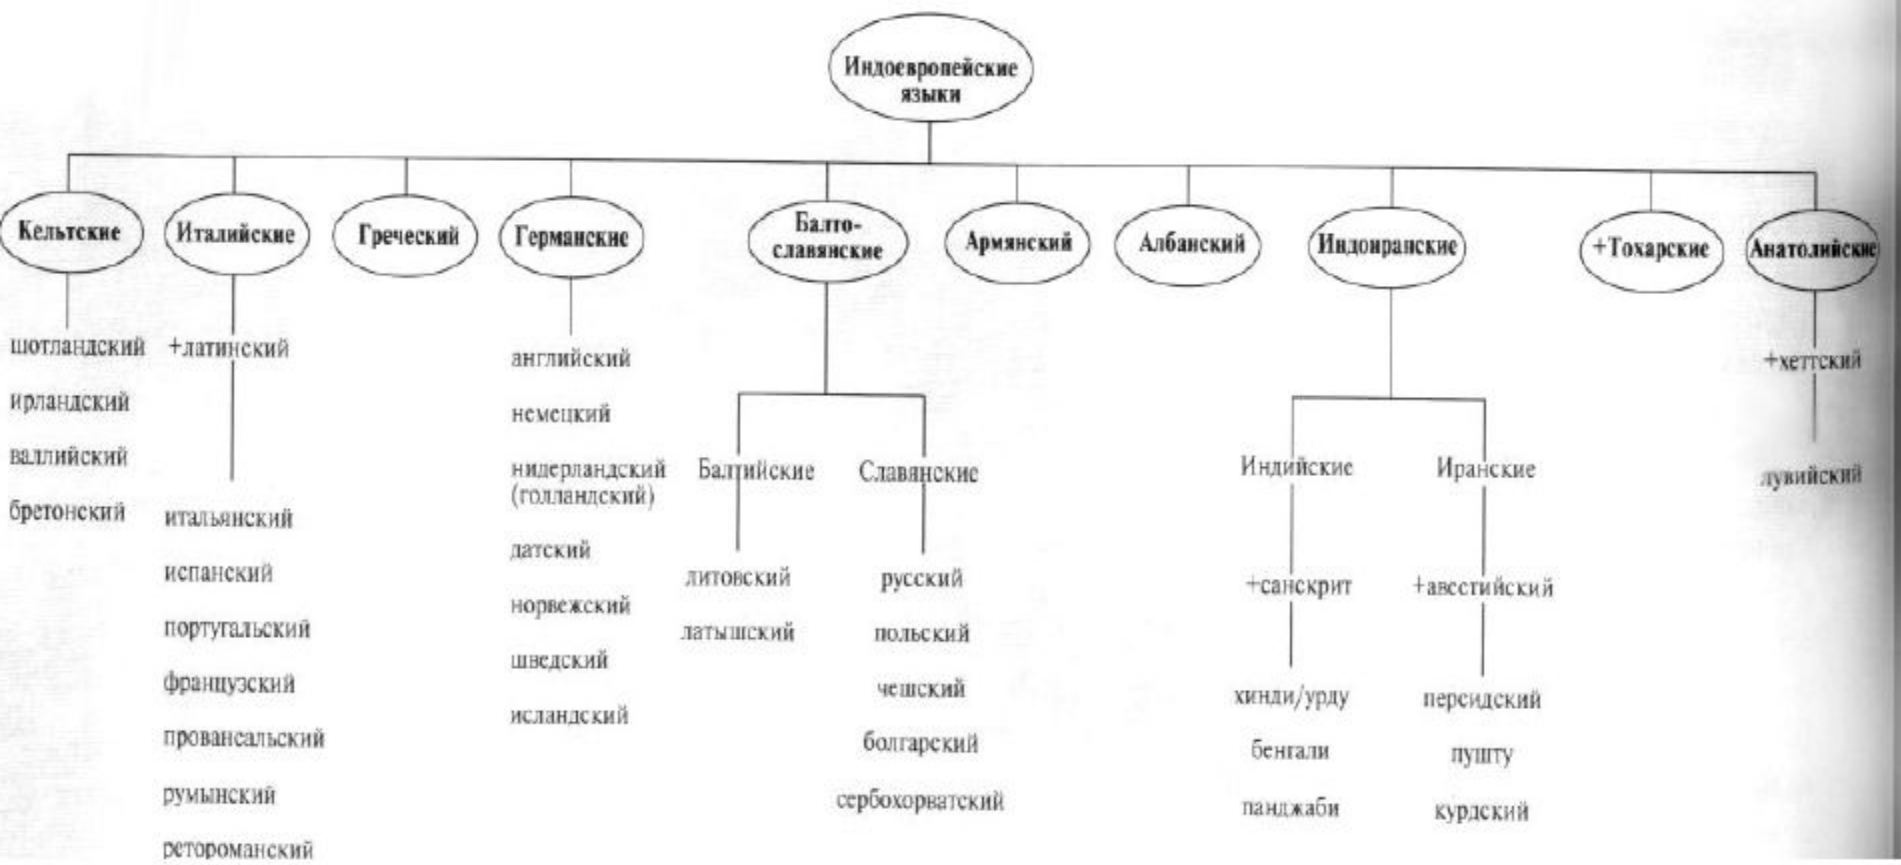 Индоевропейские
языки
Кельтские
Италийские
Греческий
Германские
Балто-
славянские
Армянский
Албанский
Индоиранские
+Тохарские
Анатолийские
шотландский
ирландский
валлийский
бретонский
+латинский
итальянский
испанский
португальский
французский
провансальский
румынский
ретороманский
английский
немецкий
нидерландский
(голландский)
датский
норвежский
шведский
исландский
Балтийские
литовский
латышский
Славянские
русский
польский
чешский
болгарский
сербохорватский
Индийские
+санскрит
хинди/урду
бенгали
панджаби
Иранские
+авестийский
персидский
пушту
курдский
+хеттский
лувийский